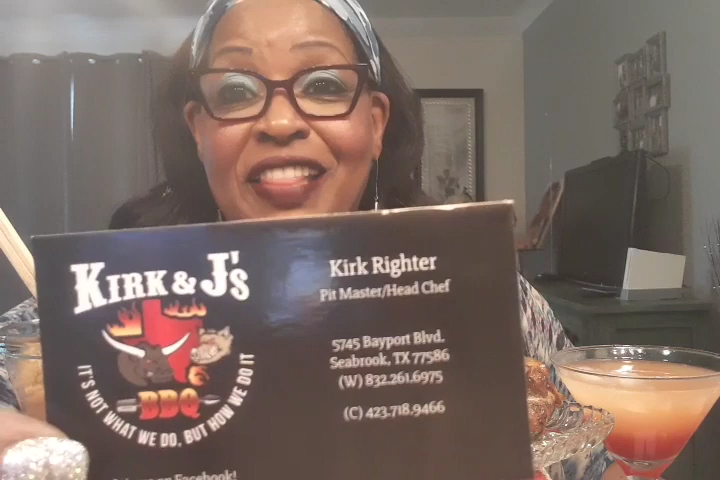 KIRK & J's
BBQ
IT'S NOT WHAT WE DO, BUT HOW WE DO IT
Kirk Righter
Pit Master/Head Chef
5745 Bayport Blvd.
Seabrook, TX 77586
(W) 832.261.6975
(C) 423.718.9466
on Facebook!